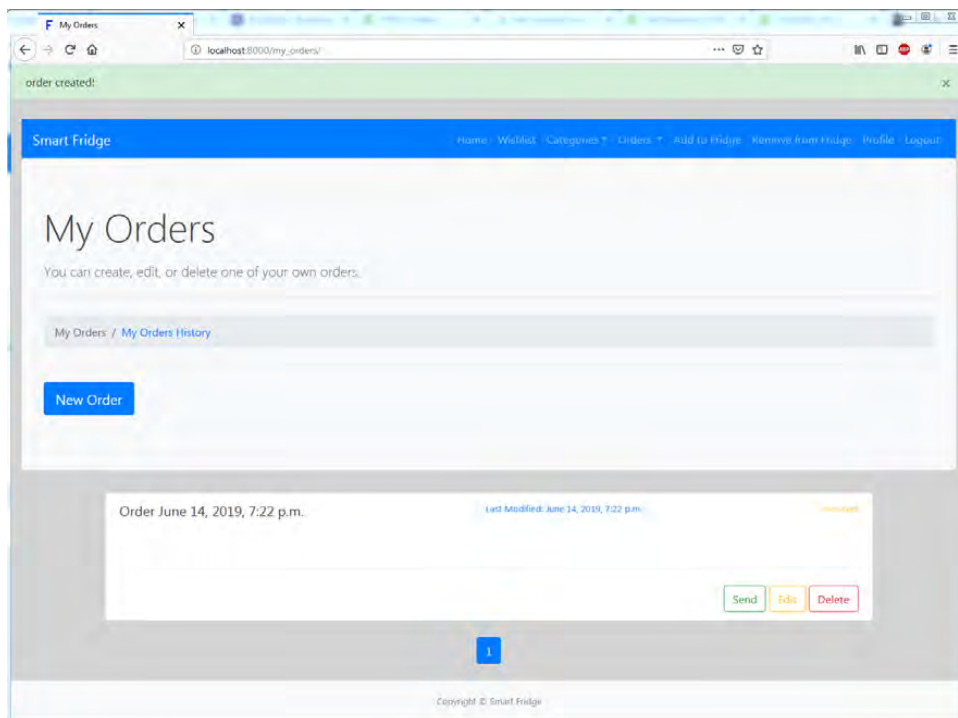 F My Orders
localhost:8000/my_orders/
order created!
Smart Fridge Home Wishlist Categories Orders Add to Fridge Remove from Fridge Profile Logout
My Orders
You can create, edit, or delete one of your own orders.
My Orders / My Orders History
New Order
Order June 14, 2019, 7:22 p.m. Last Modified: June 14, 2019, 7:22 p.m.
Send Edit Delete
1
Copyright © Smart Fridge